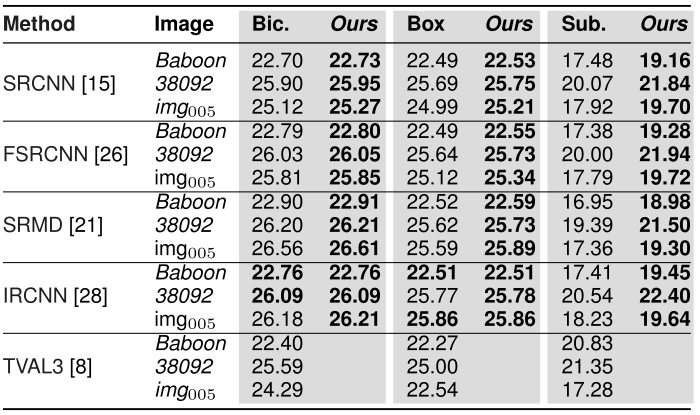 Method Image Bic. Ours Box Ours Sub. Ours
Baboon 22.70 22.73 22.49 22.53 17.48 19.16
SRCNN [15] 38092 25.90 25.95 25.69 25.75 20.07 21.84
img005 25.12 25.27 24.99 25.21 17.92 19.70
Baboon 22.79 22.80 22.49 22.55 17.38 19.28
FSRCNN [26] 38092 26.03 26.05 25.64 25.73 20.00 21.94
img005 25.81 25.85 25.12 25.34 17.79 19.72
Baboon 22.90 22.91 22.52 22.59 16.95 18.98
SRMD [21] 38092 26.20 26.21 25.62 25.73 19.39 21.50
img005 26.56 26.61 25.59 25.89 17.36 19.30
Baboon 22.76 22.76 22.51 22.51 17.41 19.45
IRCNN [28] 38092 26.09 26.09 25.77 25.78 20.54 22.40
img005 26.18 26.21 25.86 25.86 18.23 19.64
Baboon 22.40 22.27 20.83
TVAL3 [8] 38092 25.59 25.00 21.35
img005 24.29 22.54 17.28